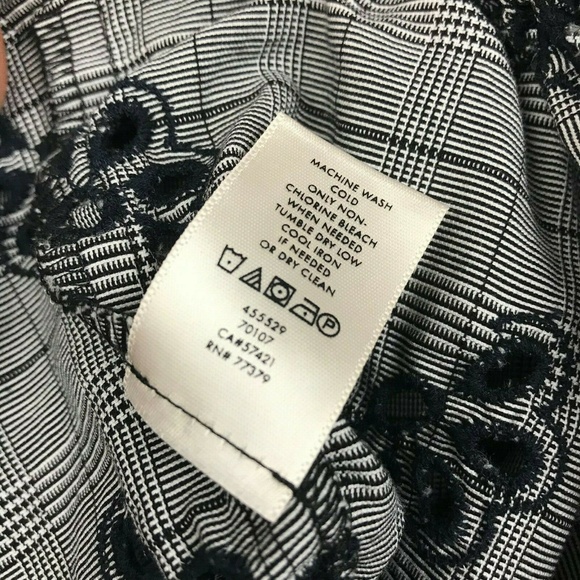 MACHINE WASH
COLD
ONLY NON-
CHLORINE BLEACH
WHEN NEEDED
TUMBLE DRY LOW
COOL IRON
IF NEEDED
OR DRY CLEAN
P
455529
70107
CA#57421
RN# 77379